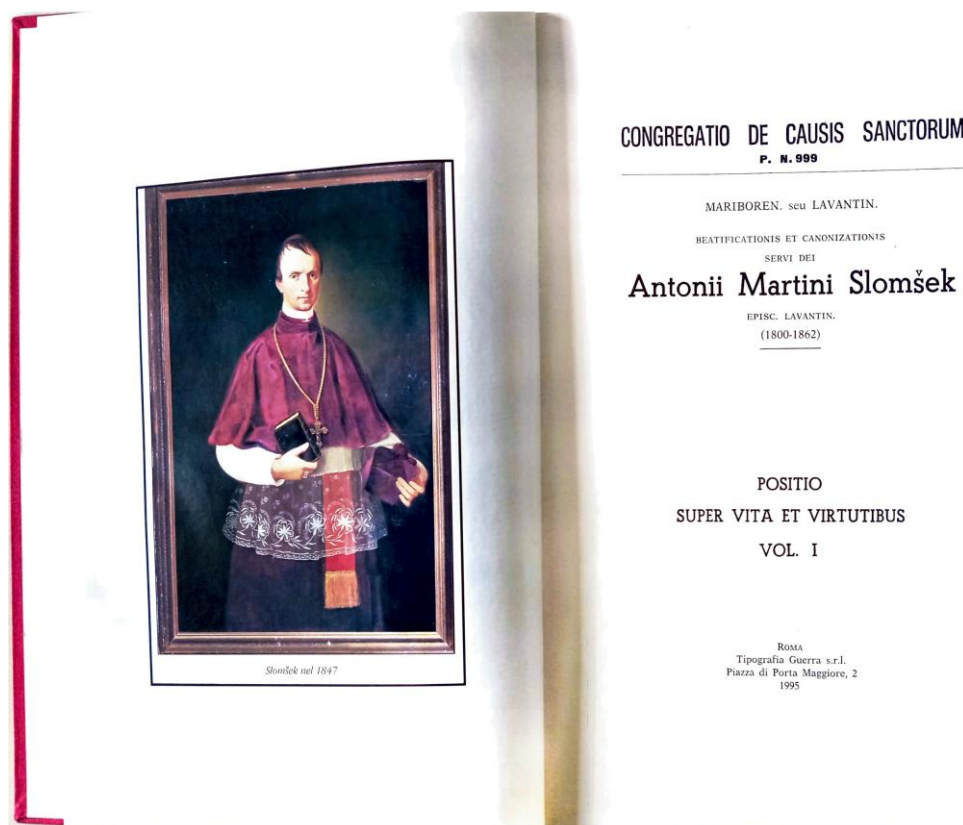 Slomšek nel 1847
CONGREGATIO DE CAUSIS SANCTORUM
P. N. 999
MARIBOREN. seu LAVANTIN.
BEATIFICATIONIS ET CANONIZATIONIS
SERVI DEI
Antonii Martini Slomšek
EPISC. LAVANTIN.
(1800-1862)
POSITIO
SUPER VITA ET VIRTUTIBUS
VOL. I
ROMA
Tipografia Guerra s.r.l.
Piazza di Porta Maggiore, 2
1995